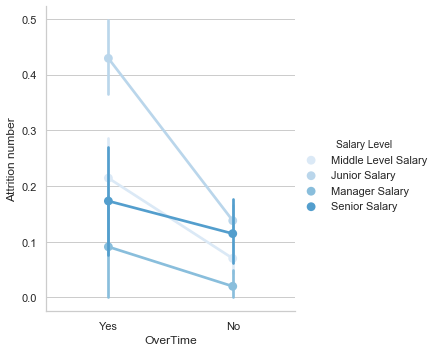 0.5
0.4
0.3
0.2
0.1
0.0
Attrition number
Yes
No
OverTime
Salary Level
Middle Level Salary
Junior Salary
Manager Salary
Senior Salary